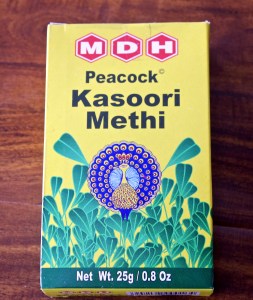 MDH
Peacock©
Kasoori
Methi
Net Wt. 25g / 0.8 Oz